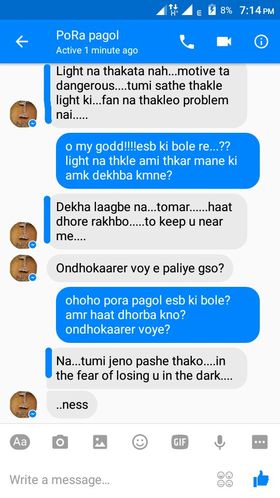 8% 7:14 PM
PoRa pagol
Active 1 minute ago
Light na thakata nah...motive ta
dangerous....tumi sathe thakle
light ki...fan na thakleo problem
nai.....
o my godd!!!!esb ki bole re...??
light na thkle ami thkar mane ki
amk dekhba kmne?
Dekha laagbe na...tomar......haat
dhore rakhbo.....to keep u near
me....
Ondhokaarer voy e paliye gso?
ohoho pora pagol esb ki bole?
amr haat dhorba kno?
ondhokaarer voye?
Na...tumi jeno pashe thako....in
the fear of losing u in the dark....
..ness
Aa
GIF
Write a message...